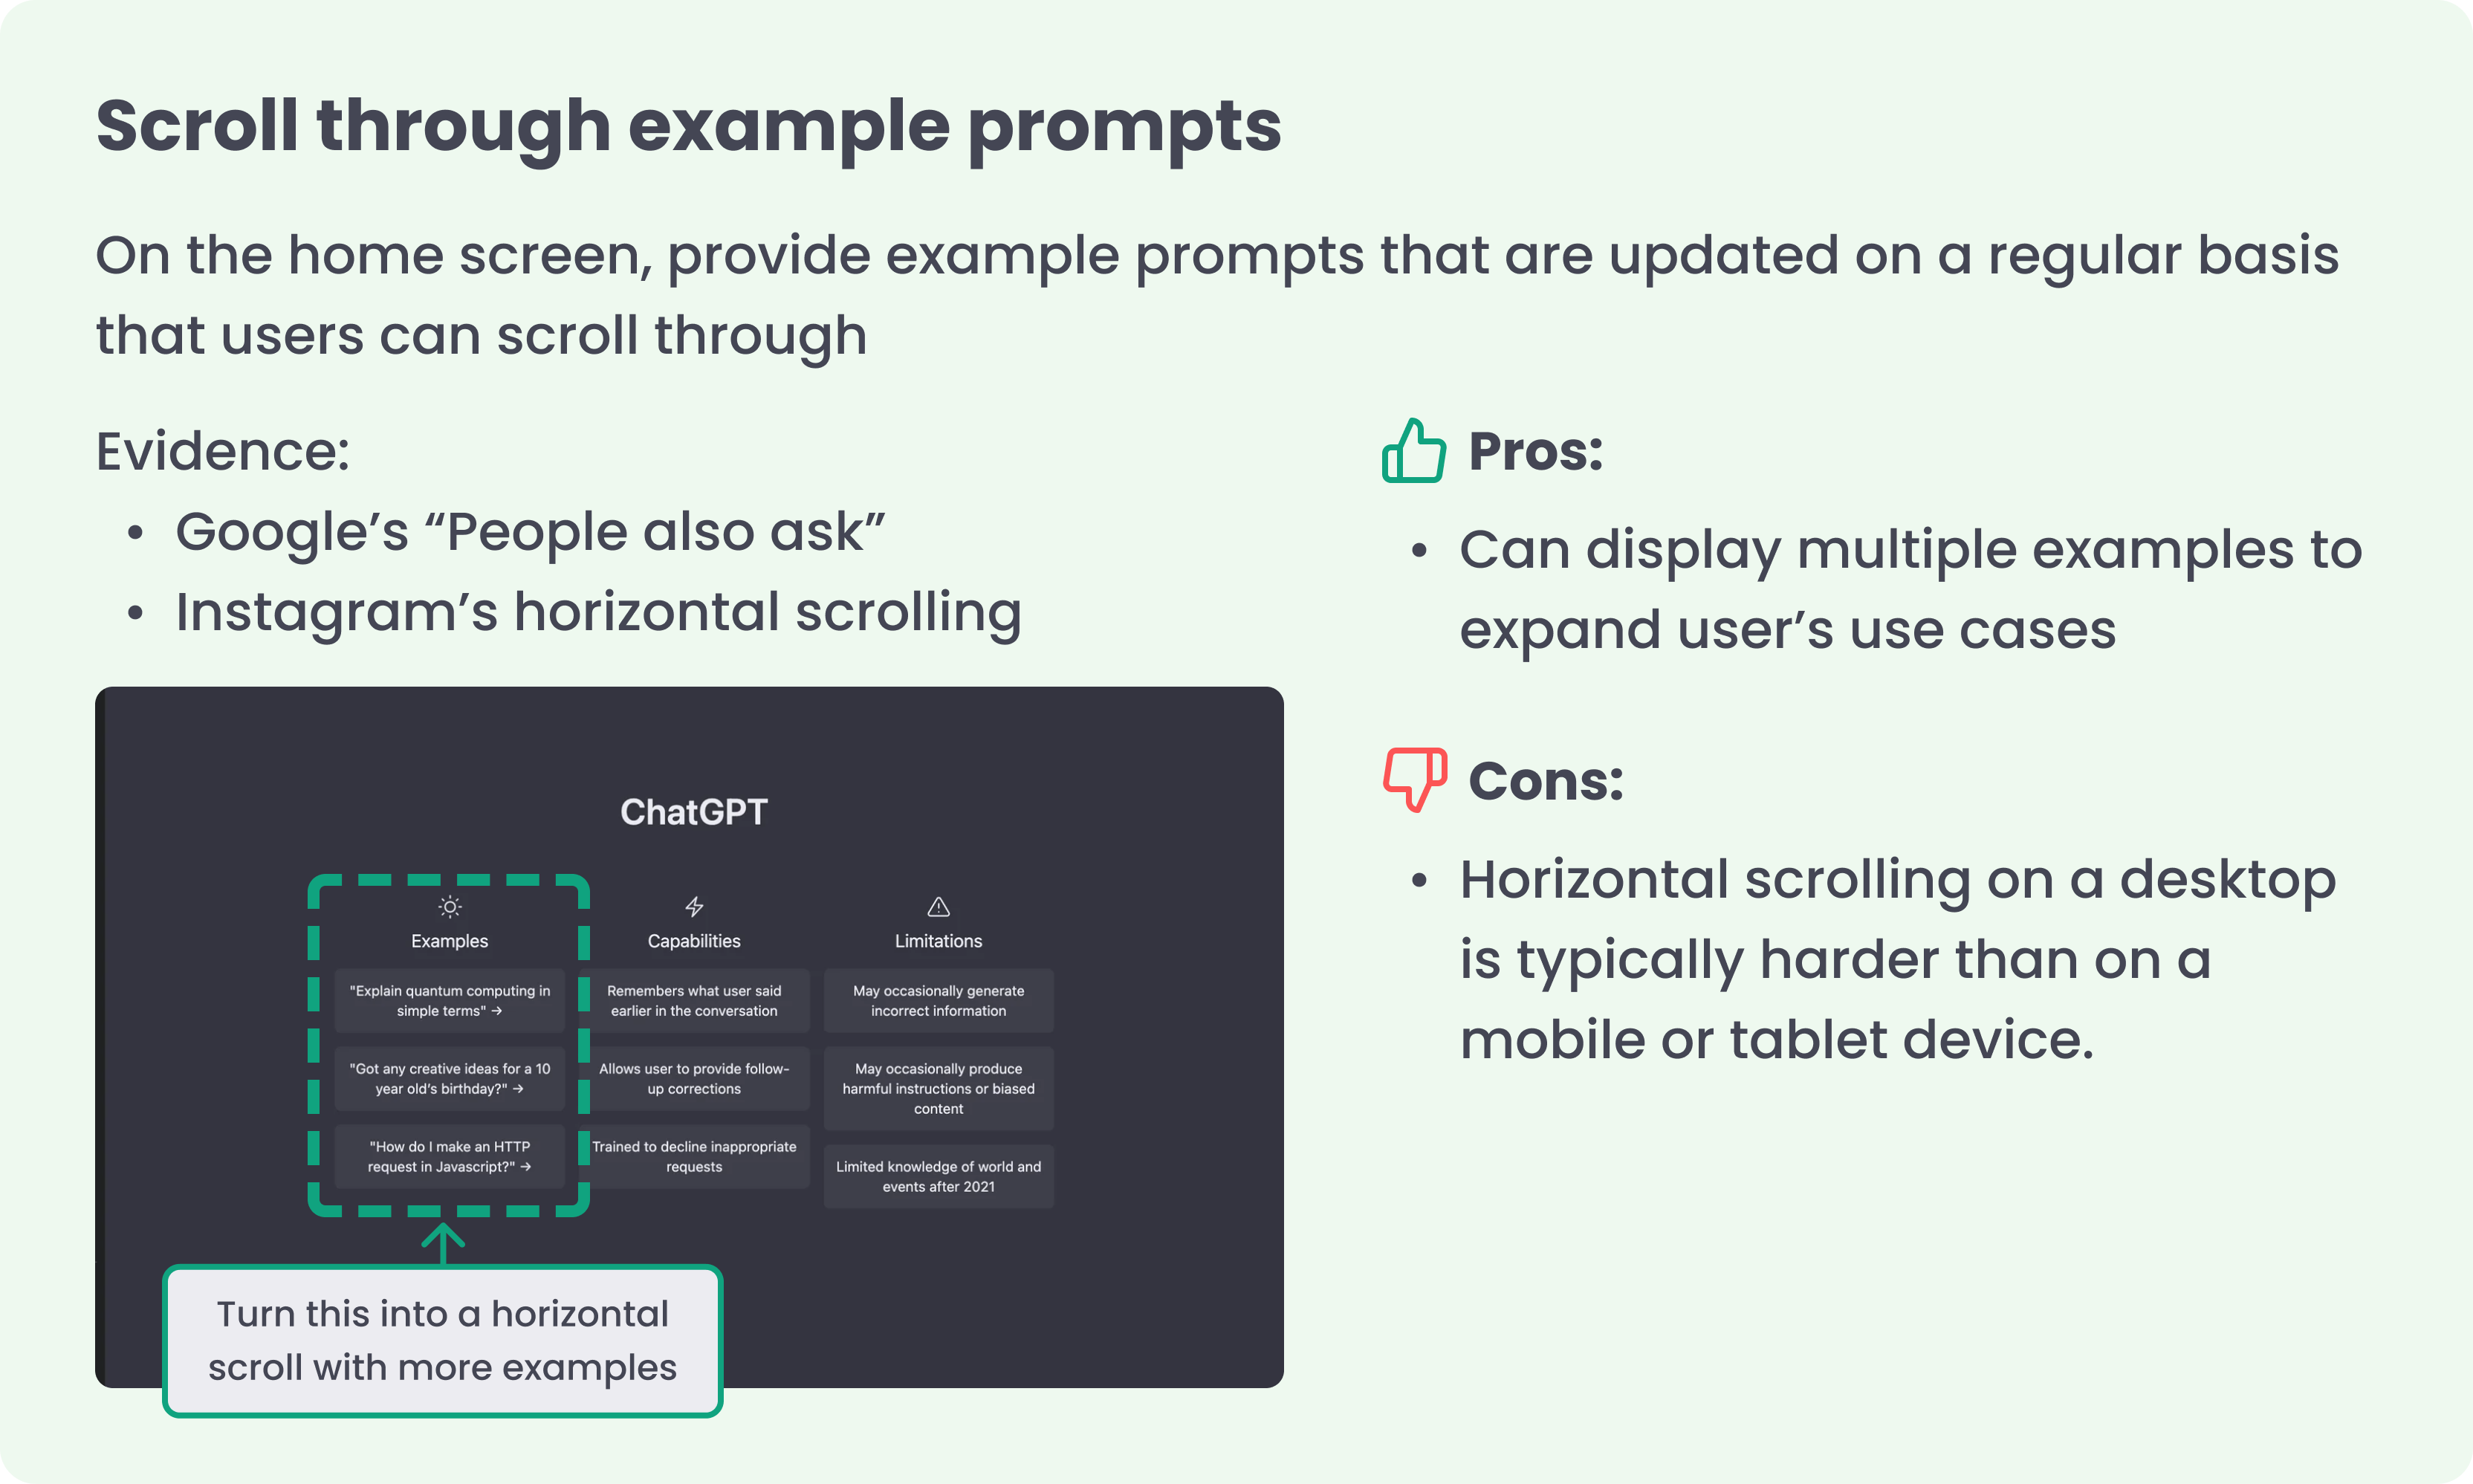 Scroll through example prompts
On the home screen, provide example prompts that are updated on a regular basis
that users can scroll through
Evidence:
• Google’s “People also ask”
• Instagram’s horizontal scrolling
ChatGPT
Examples
"Explain quantum computing in
simple terms" →
"Got any creative ideas for a 10
year old’s birthday?" →
"How do I make an HTTP
request in Javascript?" →
Capabilities
Remembers what user said
earlier in the conversation
Allows user to provide follow-
up corrections
Trained to decline inappropriate
requests
Limitations
May occasionally generate
incorrect information
May occasionally produce
harmful instructions or biased
content
Limited knowledge of world and
events after 2021
Turn this into a horizontal
scroll with more examples
Pros:
• Can display multiple examples to
expand user’s use cases
Cons:
• Horizontal scrolling on a desktop
is typically harder than on a
mobile or tablet device.